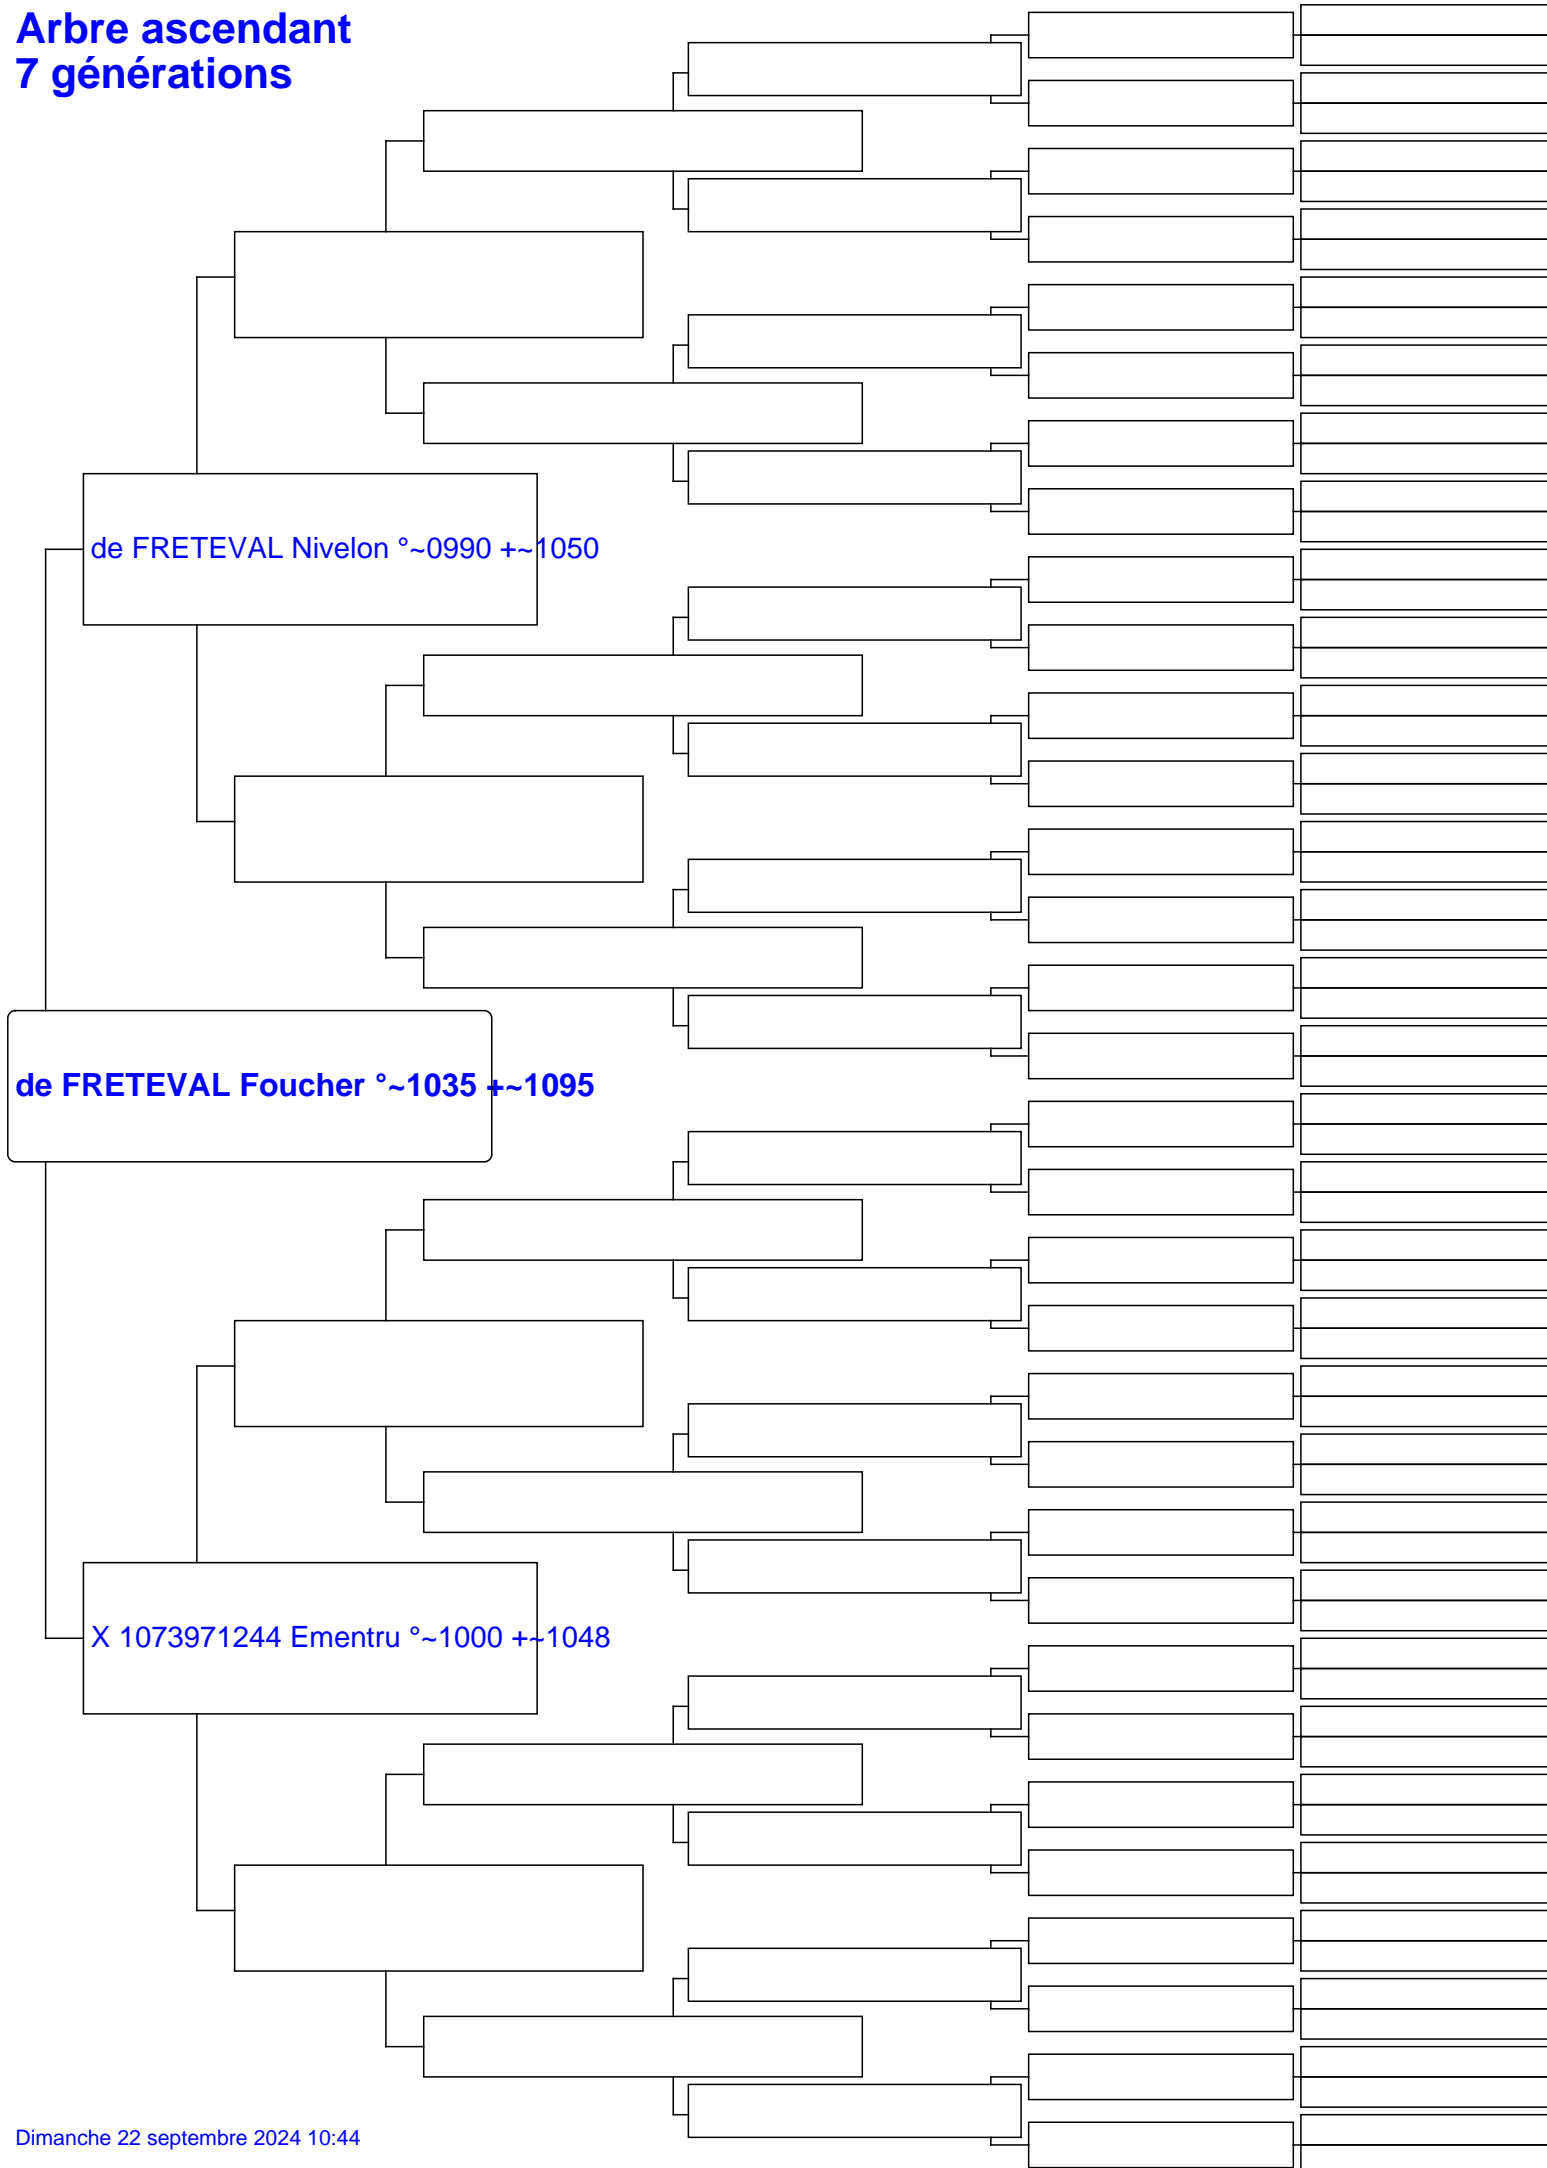 Arbre ascendant
7 générations
de FRETEVAL Nivelon °~0990 +~1050
de FRETEVAL Foucher °~1035 +~1095
X 1073971244 Ementru °~1000 +~1048
Dimanche 22 septembre 2024 10:44